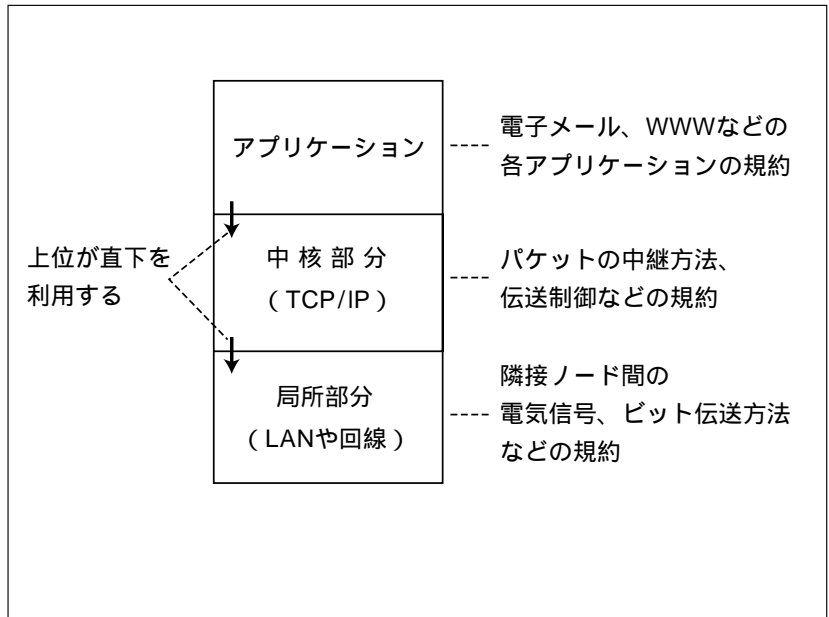 アプリケーション
電子メール、WWWなどの
各アプリケーションの規約
上位が直下を
利用する
中 核 部 分
（TCP/IP）
パケットの中継方法、
伝送制御などの規約
局所部分
（LANや回線）
隣接ノード間の
電気信号、ビット伝送方法
などの規約